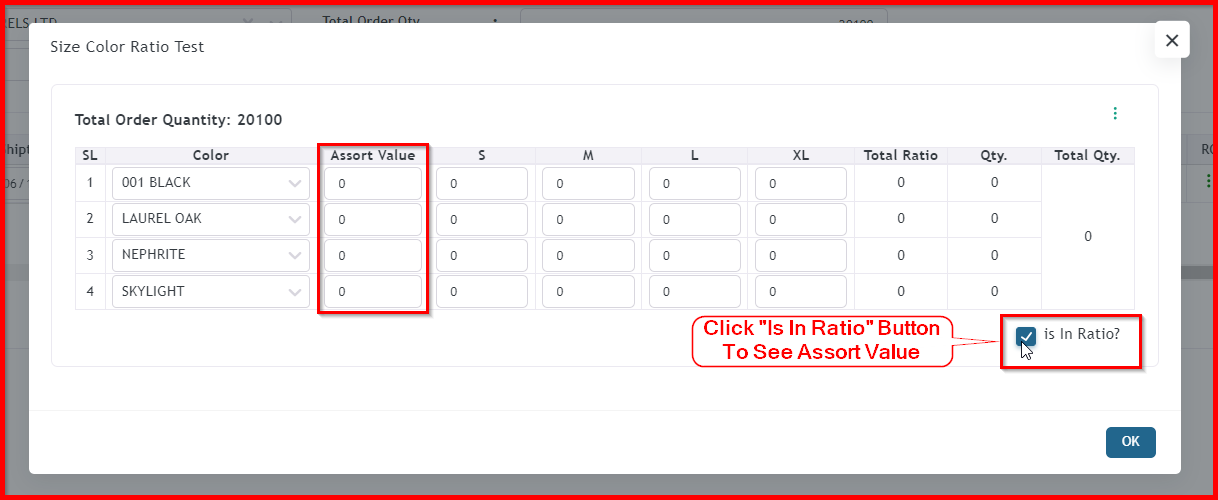 ELS LTD
Total Order Qty
20100
Size Color Ratio Test
Total Order Quantity: 20100
SL Color Assort Value S M L XL Total Ratio Qty. Total Qty.
1 001 BLACK 0 0 0 0 0 0 0
2 LAUREL OAK 0 0 0 0 0 0 0
0
3 NEPHRITE 0 0 0 0 0 0 0
4 SKYLIGHT 0 0 0 0 0 0 0
Click "Is In Ratio" Button
To See Assort Value
is In Ratio?
OK